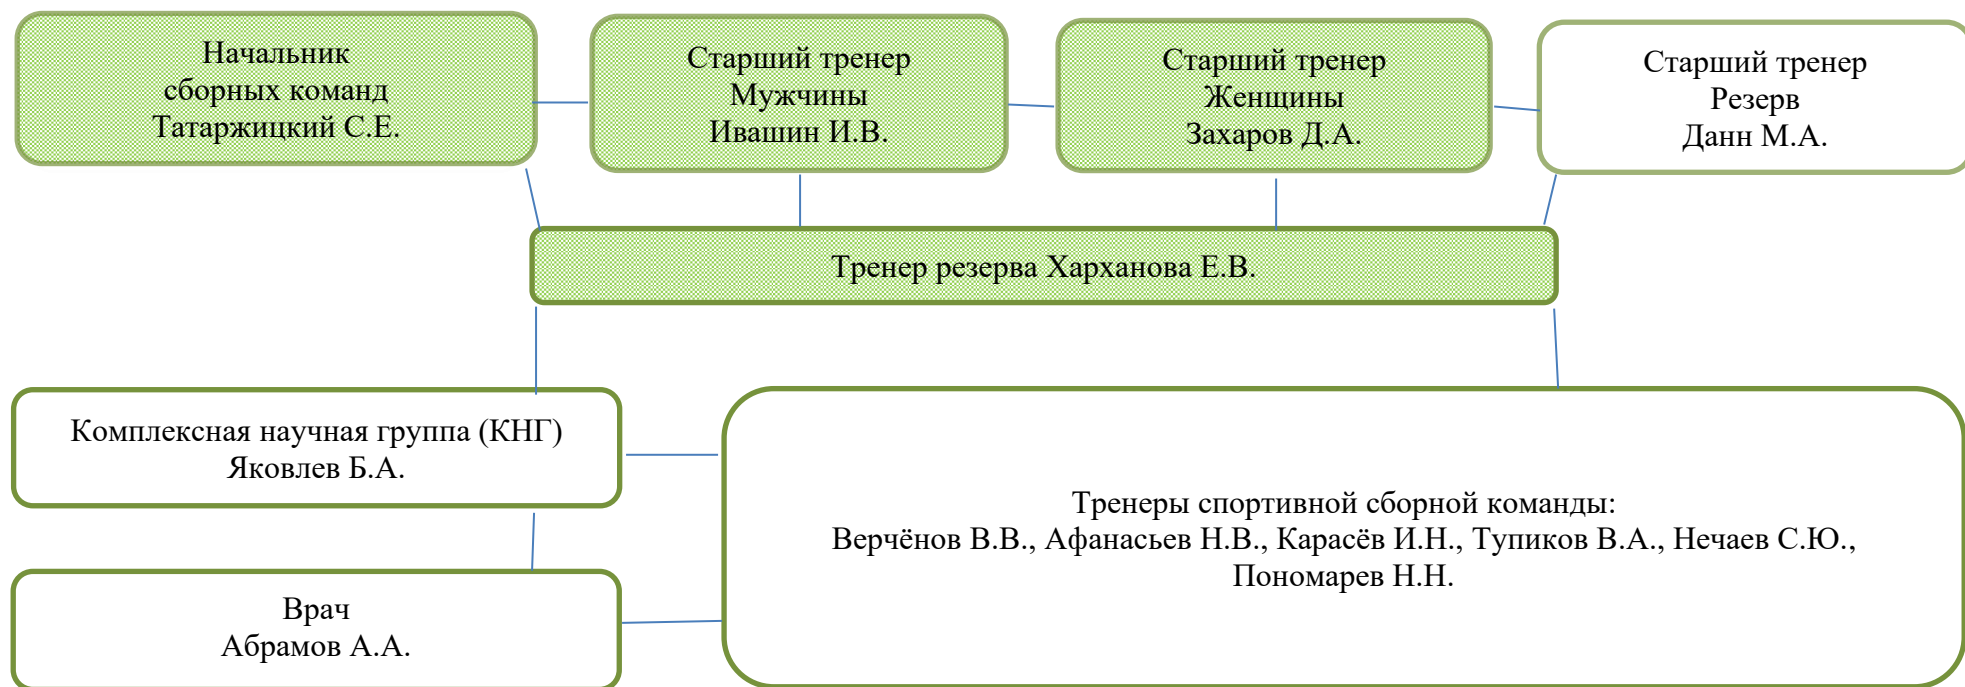 Начальник
сборных команд
Татаржицкий С.Е.
Старший тренер
Мужчины
Ивашин И.В.
Старший тренер
Женщины
Захаров Д.А.
Старший тренер
Резерв
Данн М.А.
Тренер резерва Харханова Е.В.
Комплексная научная группа (КНГ)
Яковлев Б.А.
Тренеры спортивной сборной команды:
Верчёнов В.В., Афанасьев Н.В., Карасёв И.Н., Тупиков В.А., Нечаев С.Ю.,
Пономарев Н.Н.
Врач
Абрамов А.А.